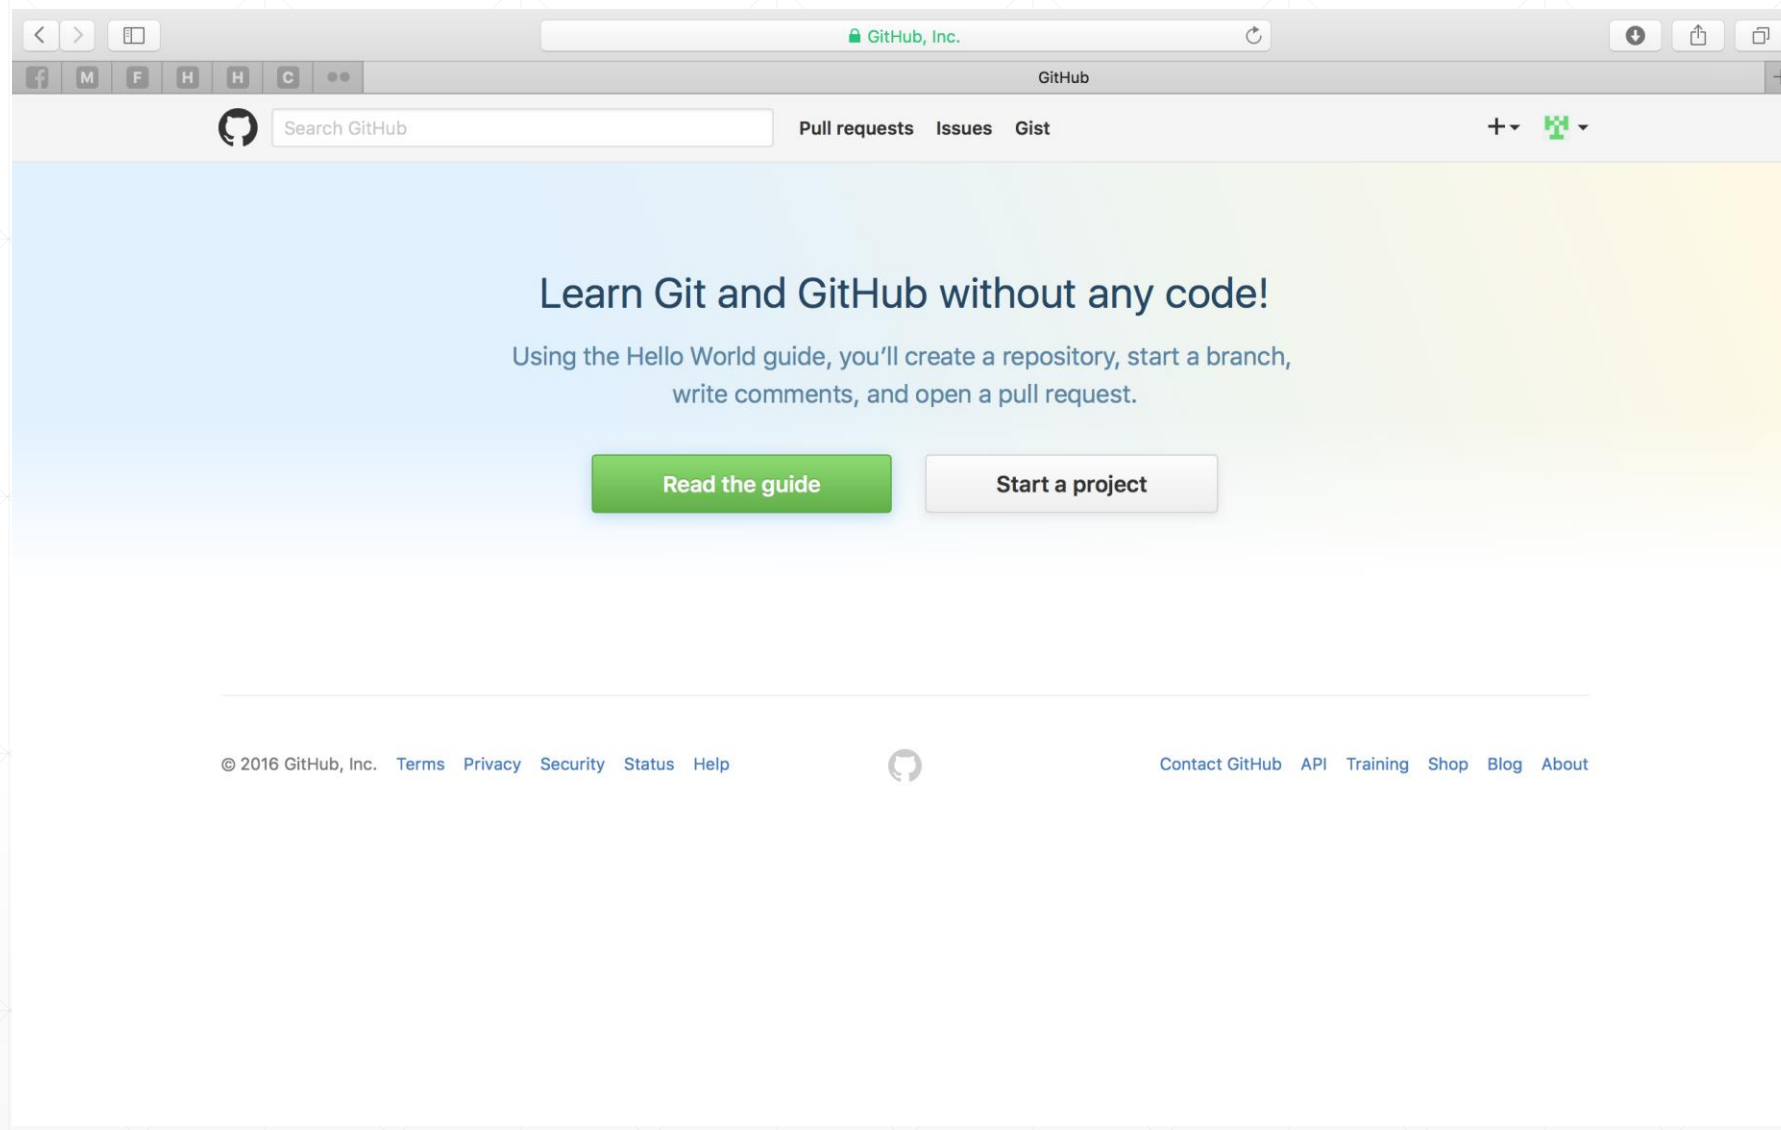 GitHub, Inc.
M F H H C
GitHub
Search GitHub
Pull requests Issues Gist
Learn Git and GitHub without any code!
Using the Hello World guide, you’ll create a repository, start a branch,
write comments, and open a pull request.
Read the guide
Start a project
© 2016 GitHub, Inc. Terms Privacy Security Status Help
Contact GitHub API Training Shop Blog About